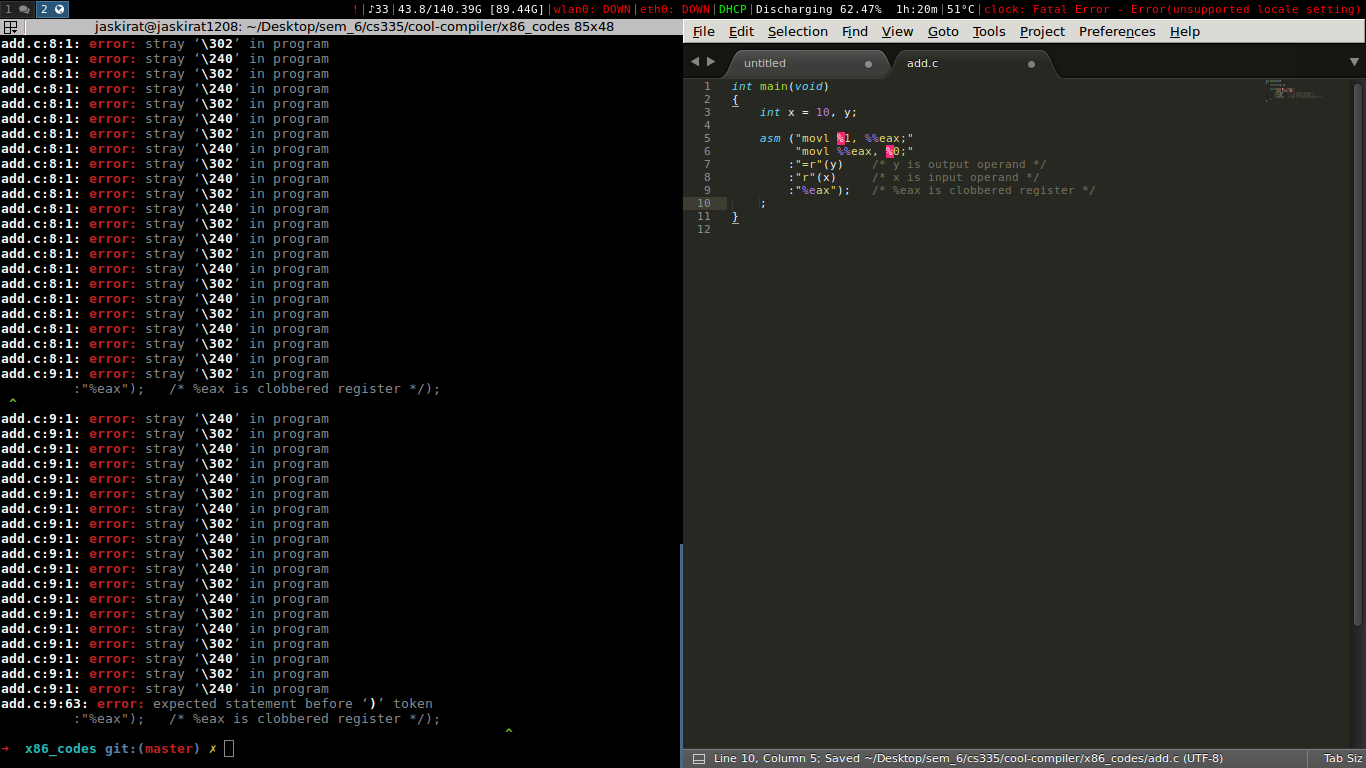 1 2 ! ♪33 43.8/140.39G [89.44G] wlan0: DOWN eth0: DOWN DHCP Discharging 62.47% 1h:20m 51°C clock: Fatal Error - Error(unsupported locale setting)
jaskirat@jaskirat1208: ~/Desktop/sem_6/cs335/cool-compiler/x86_codes 85x48
add.c:8:1: error: stray ‘\302’ in program
add.c:8:1: error: stray ‘\240’ in program
add.c:8:1: error: stray ‘\302’ in program
add.c:8:1: error: stray ‘\240’ in program
add.c:8:1: error: stray ‘\302’ in program
add.c:8:1: error: stray ‘\240’ in program
add.c:8:1: error: stray ‘\302’ in program
add.c:8:1: error: stray ‘\240’ in program
add.c:8:1: error: stray ‘\302’ in program
add.c:8:1: error: stray ‘\240’ in program
add.c:8:1: error: stray ‘\302’ in program
add.c:8:1: error: stray ‘\240’ in program
add.c:8:1: error: stray ‘\302’ in program
add.c:8:1: error: stray ‘\240’ in program
add.c:8:1: error: stray ‘\302’ in program
add.c:8:1: error: stray ‘\240’ in program
add.c:8:1: error: stray ‘\302’ in program
add.c:8:1: error: stray ‘\240’ in program
add.c:8:1: error: stray ‘\302’ in program
add.c:8:1: error: stray ‘\240’ in program
add.c:8:1: error: stray ‘\302’ in program
add.c:8:1: error: stray ‘\240’ in program
add.c:9:1: error: stray ‘\302’ in program
:"%eax"); /* %eax is clobbered register */);
^
add.c:9:1: error: stray ‘\240’ in program
add.c:9:1: error: stray ‘\302’ in program
add.c:9:1: error: stray ‘\240’ in program
add.c:9:1: error: stray ‘\302’ in program
add.c:9:1: error: stray ‘\240’ in program
add.c:9:1: error: stray ‘\302’ in program
add.c:9:1: error: stray ‘\240’ in program
add.c:9:1: error: stray ‘\302’ in program
add.c:9:1: error: stray ‘\240’ in program
add.c:9:1: error: stray ‘\302’ in program
add.c:9:1: error: stray ‘\240’ in program
add.c:9:1: error: stray ‘\302’ in program
add.c:9:1: error: stray ‘\240’ in program
add.c:9:1: error: stray ‘\302’ in program
add.c:9:1: error: stray ‘\240’ in program
add.c:9:1: error: stray ‘\302’ in program
add.c:9:1: error: stray ‘\240’ in program
add.c:9:1: error: stray ‘\302’ in program
add.c:9:1: error: stray ‘\240’ in program
add.c:9:63: error: expected statement before ‘)’ token
:"%eax"); /* %eax is clobbered register */);
^
→ x86_codes git:(master) ✗
File Edit Selection Find View Goto Tools Project Preferences Help
untitled add.c
1 int main(void)
2 {
3 int x = 10, y;
4
5 asm ("movl %1, %%eax;"
6 "movl %%eax, %0;"
7 :"=r"(y) /* y is output operand */
8 :"r"(x) /* x is input operand */
9 :"%eax"); /* %eax is clobbered register */
10 ;
11 }
12
Line 10, Column 5; Saved ~/Desktop/sem_6/cs335/cool-compiler/x86_codes/add.c (UTF-8) Tab Siz